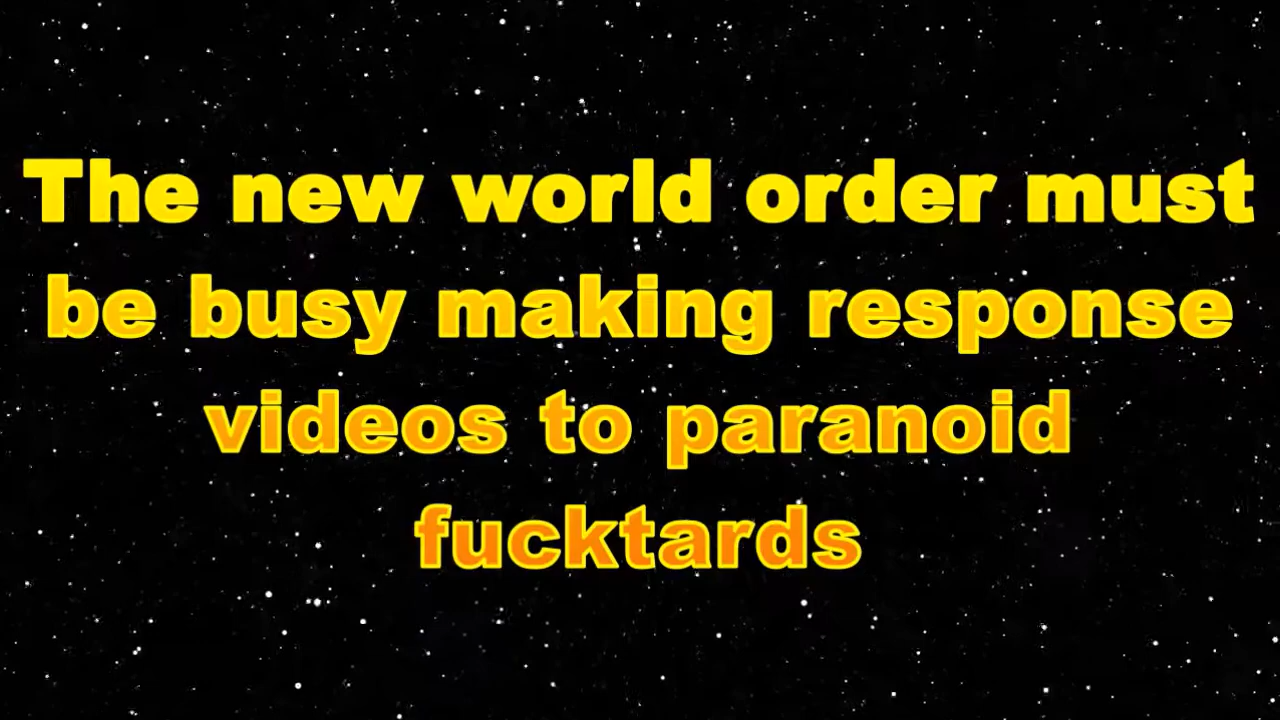 The new world order must
be busy making response
videos to paranoid
fucktards